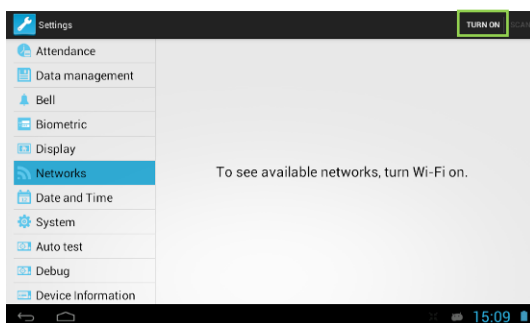 Settings
TURN ON
SCAN
Attendance
Data management
Bell
Biometric
Display
Networks
To see available networks, turn Wi-Fi on.
Date and Time
System
Auto test
Debug
Device Information
15:09